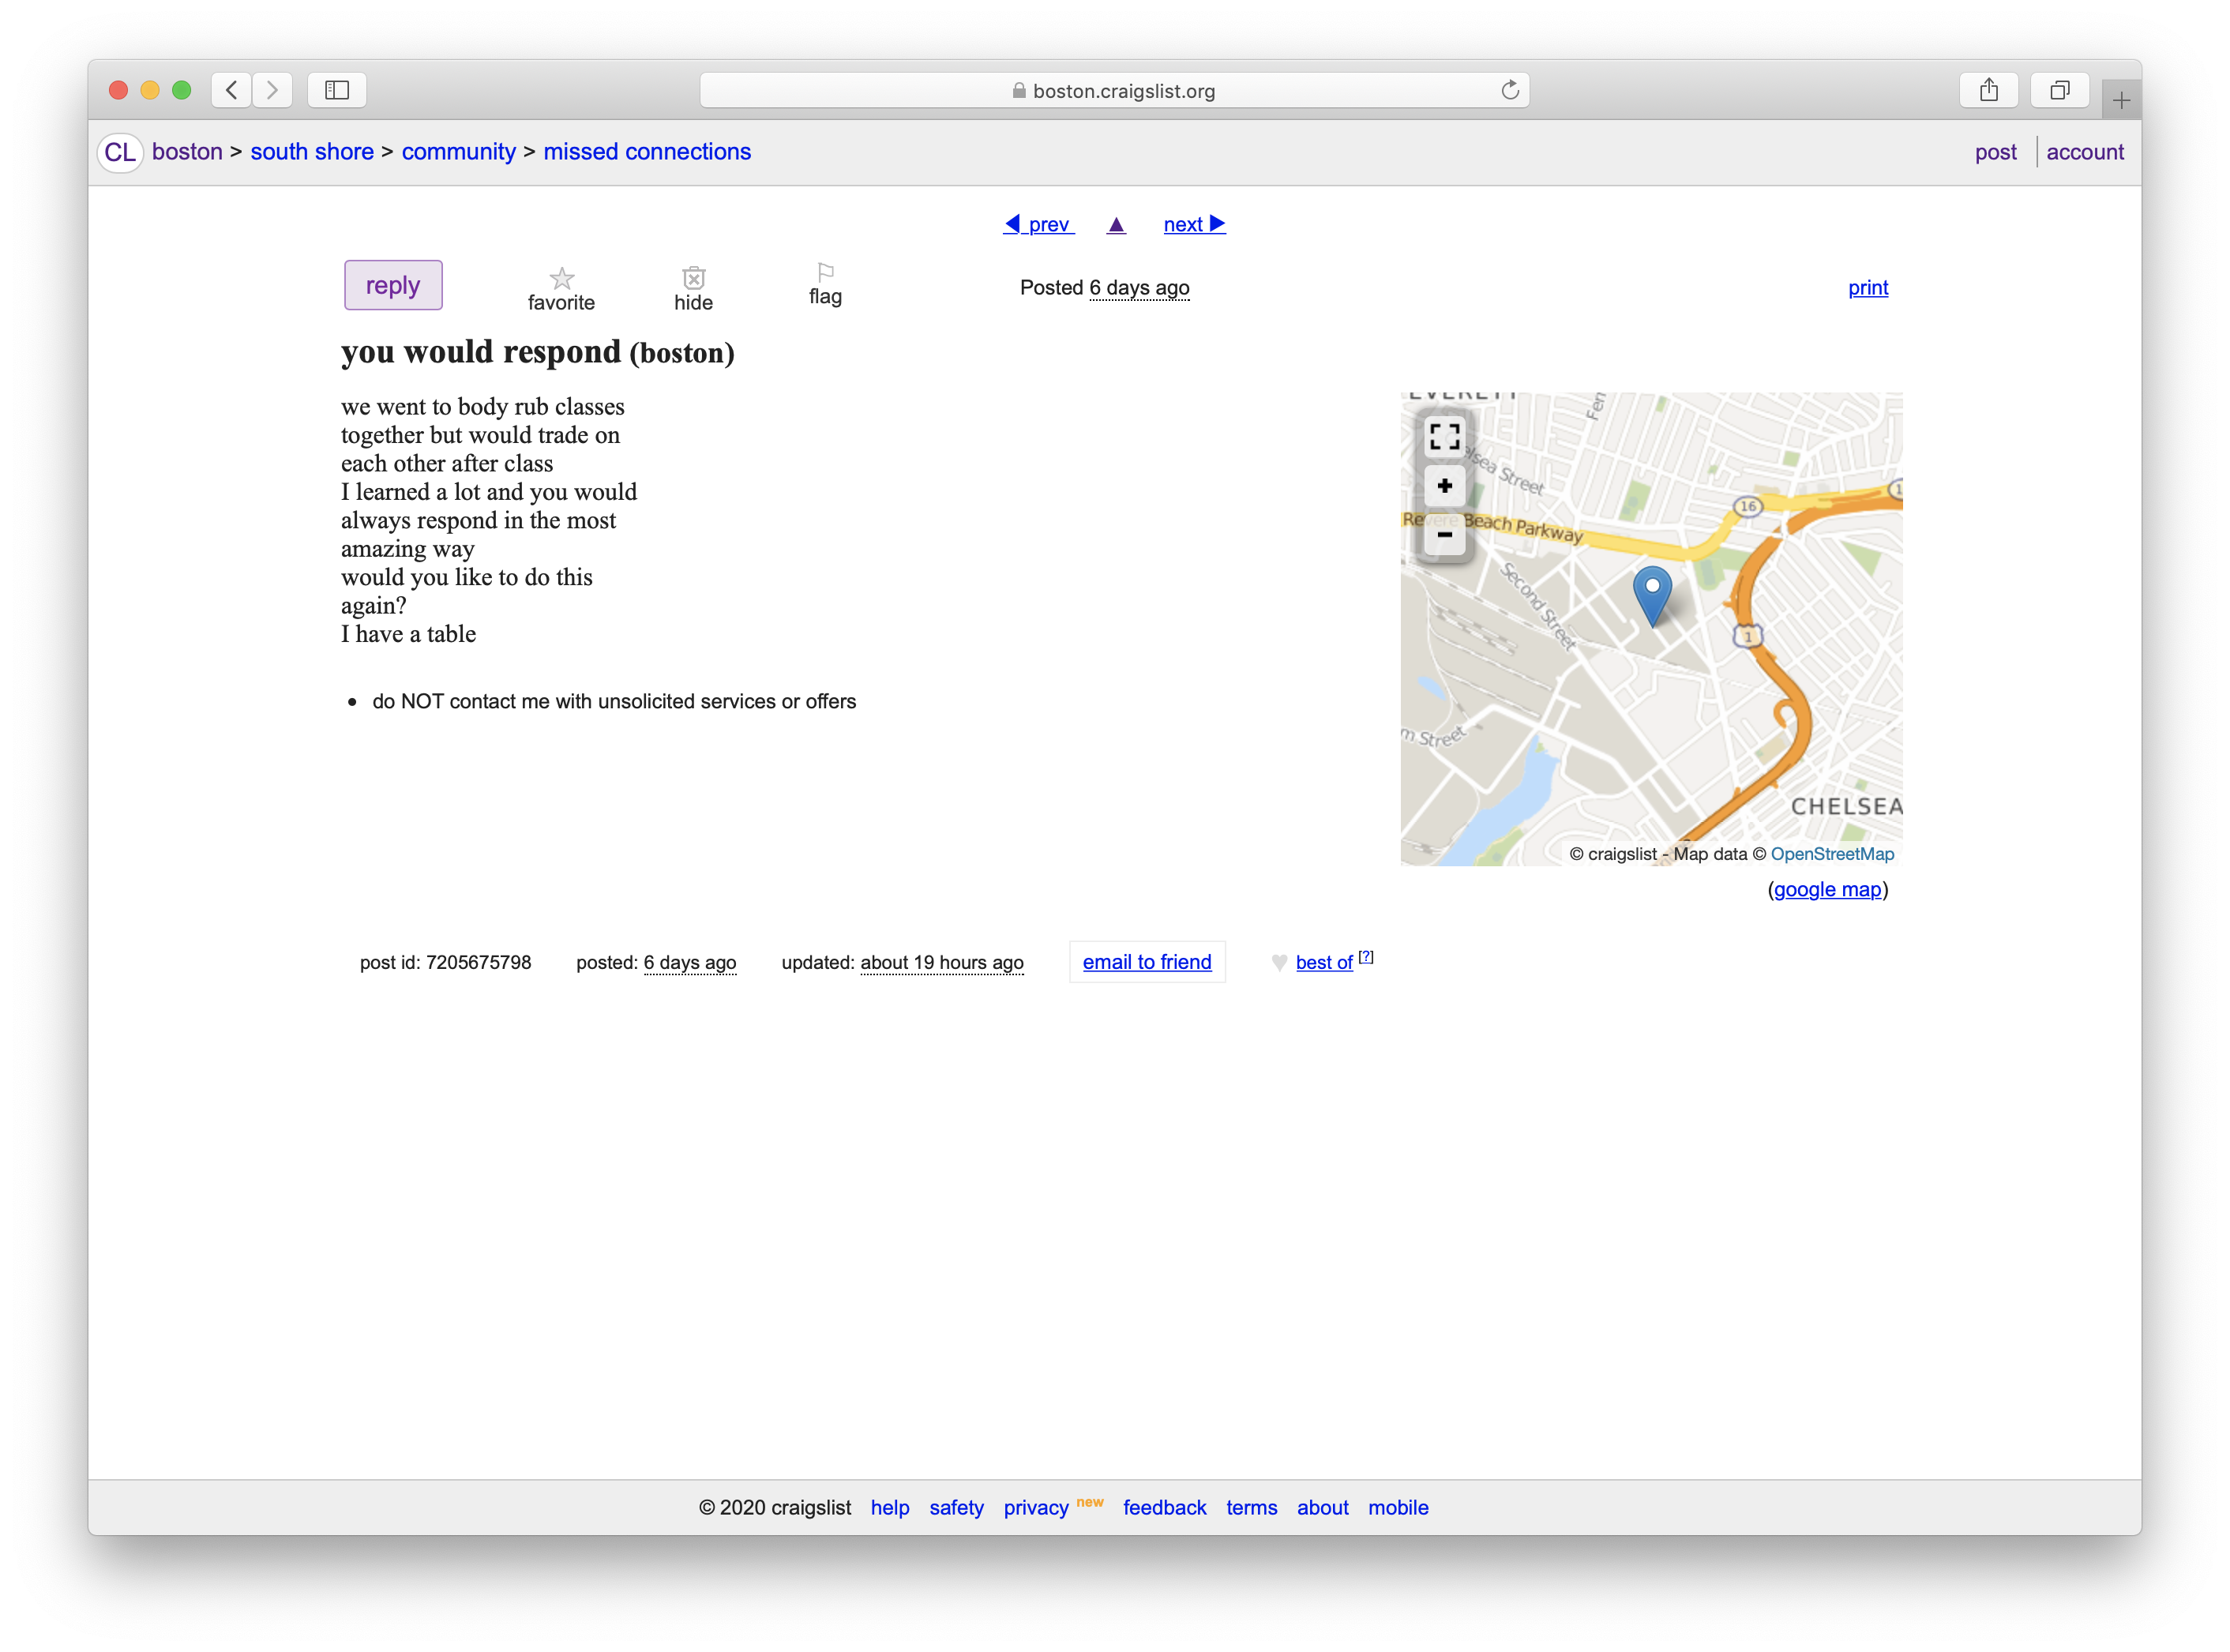 boston.craigslist.org
CL boston > south shore > community > missed connections
post account
◀ prev ▲ next ▶
reply
favorite
hide
flag
Posted 6 days ago
print
you would respond (boston)
we went to body rub classes
together but would trade on
each other after class
I learned a lot and you would
always respond in the most
amazing way
would you like to do this
again?
I have a table
• do NOT contact me with unsolicited services or offers
EVERETT
+
−
Revere Beach Parkway
Second Street
16
1
CHELSEA
© craigslist - Map data © OpenStreetMap
(google map)
post id: 7205675798 posted: 6 days ago updated: about 19 hours ago email to friend ♥ best of [?]
© 2020 craigslist help safety privacy new feedback terms about mobile